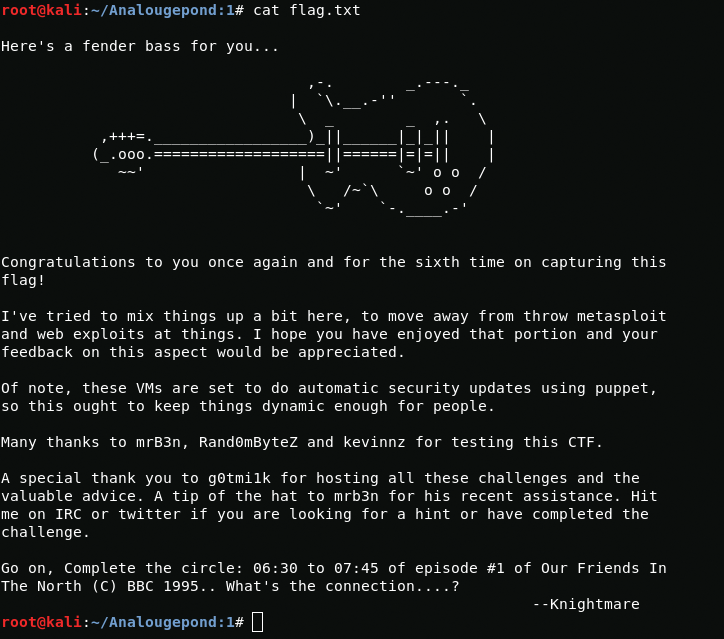 root@kali:~/Analougepond:1# cat flag.txt
Here's a fender bass for you...
                                  ,-.        _.---._
                                |  `\.__.-''       `.
                                 \  _        _  ,.   \
           ,+++=._________________)_||______|_|_||    |
          (_.ooo.===================||======|=|=||    |
             ~~'                 |  ~'      `~' o o  /
                                  \   /~`\     o o  /
                                   `~'    `-.____.-'
Congratulations to you once again and for the sixth time on capturing this
flag!
I've tried to mix things up a bit here, to move away from throw metasploit
and web exploits at things. I hope you have enjoyed that portion and your
feedback on this aspect would be appreciated.
Of note, these VMs are set to do automatic security updates using puppet,
so this ought to keep things dynamic enough for people.
Many thanks to mrB3n, Rand0mByteZ and kevinnz for testing this CTF.
A special thank you to g0tmi1k for hosting all these challenges and the
valuable advice. A tip of the hat to mrb3n for his recent assistance. Hit
me on IRC or twitter if you are looking for a hint or have completed the
challenge.
Go on, Complete the circle: 06:30 to 07:45 of episode #1 of Our Friends In
The North (C) BBC 1995.. What's the connection....?
--Knightmare
root@kali:~/Analougepond:1#